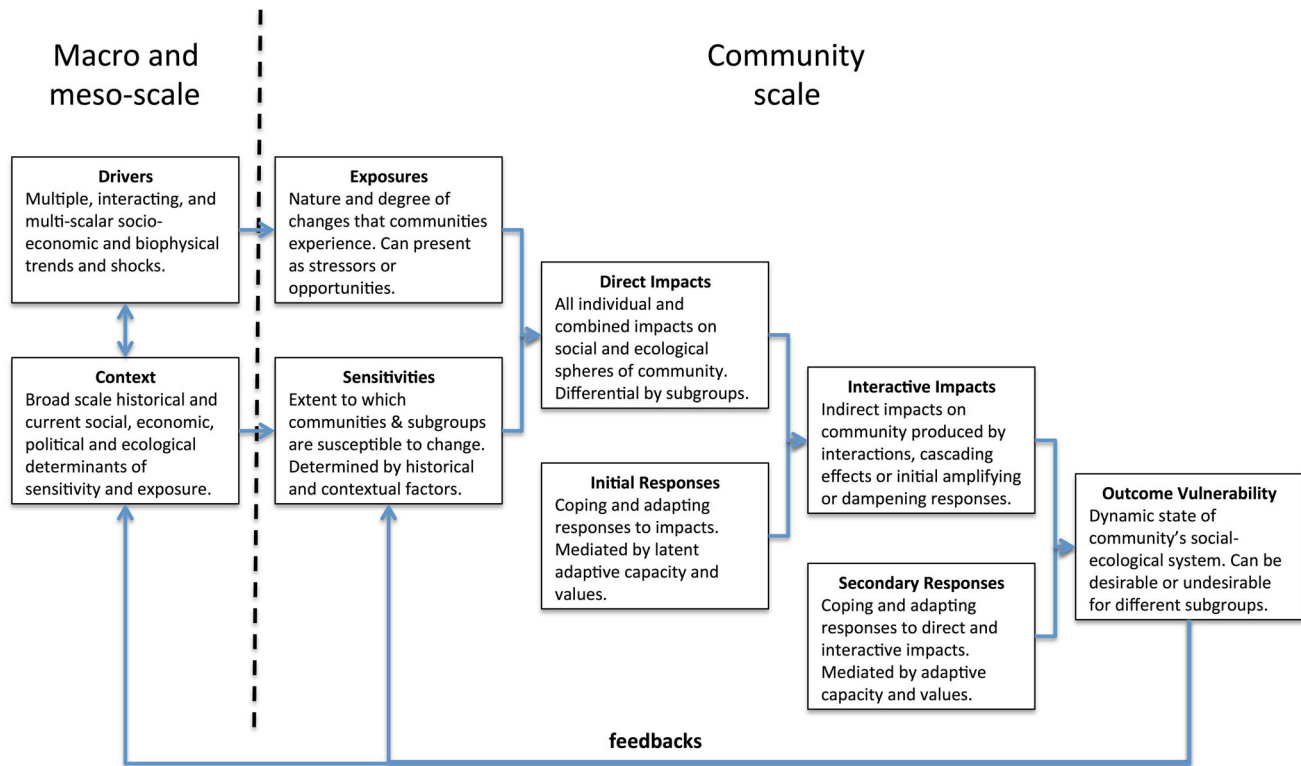 Macro and
meso-scale
Community
scale
Drivers
Multiple, interacting, and
multi-scalar socio-
economic and biophysical
trends and shocks.
Exposures
Nature and degree of
changes that communities
experience. Can present
as stressors or
opportunities.
Context
Broad scale historical and
current social, economic,
political and ecological
determinants of
sensitivity and exposure.
Sensitivities
Extent to which
communities & subgroups
are susceptible to change.
Determined by historical
and contextual factors.
Direct Impacts
All individual and
combined impacts on
social and ecological
spheres of community.
Differential by subgroups.
Initial Responses
Coping and adapting
responses to impacts.
Mediated by latent
adaptive capacity and
values.
Interactive Impacts
Indirect impacts on
community produced by
interactions, cascading
effects or initial amplifying
or dampening responses.
Secondary Responses
Coping and adapting
responses to direct and
interactive impacts.
Mediated by adaptive
capacity and values.
Outcome Vulnerability
Dynamic state of
community's social-
ecological system. Can be
desirable or undesirable
for different subgroups.
feedbacks